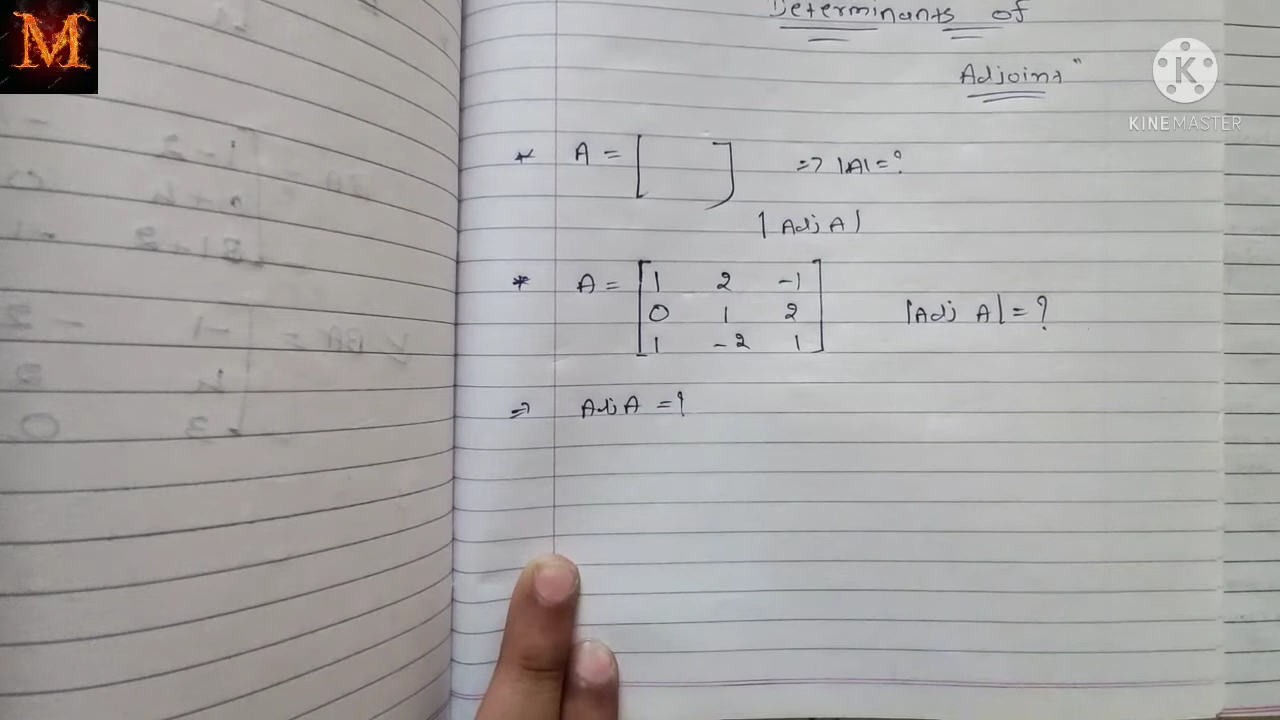 M
KINEMASTER
Determinants of
Adjoint"
* A = [ ] => |A| = ?
|Adj A|
* A = [1 2 -1
0 1 2
1 -2 1] |Adj A| = ?
=> Adj A = ?